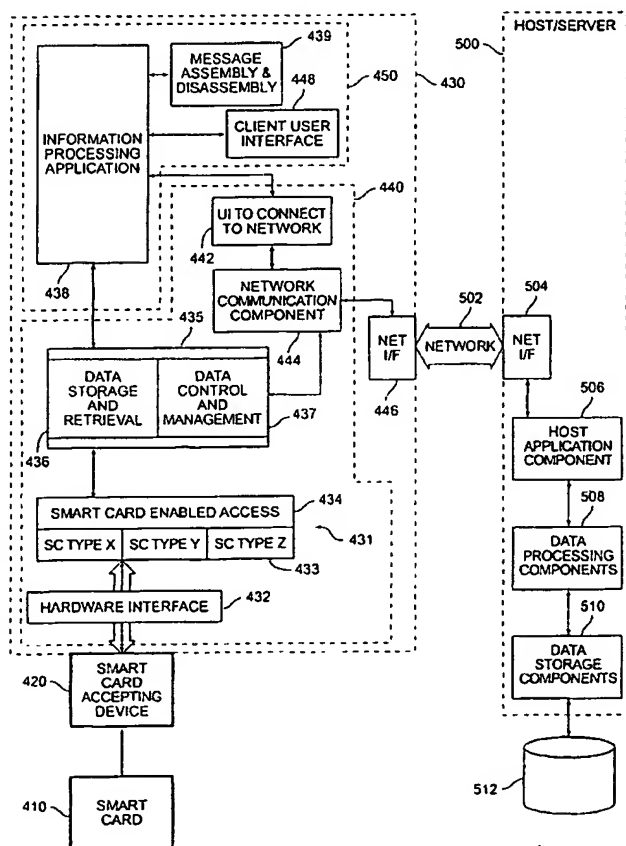 HOST/SERVER
500
439
MESSAGE
ASSEMBLY &
DISASSEMBLY
450
430
448
CLIENT USER
INTERFACE
INFORMATION
PROCESSING
APPLICATION
438
440
UI TO CONNECT
TO NETWORK
442
NETWORK
COMMUNICATION
COMPONENT
444
435
DATA
STORAGE
AND
RETRIEVAL
DATA
CONTROL
AND
MANAGEMENT
436
437
NET
I/F
446
502
NETWORK
504
NET
I/F
506
HOST
APPLICATION
COMPONENT
508
DATA
PROCESSING
COMPONENTS
510
DATA
STORAGE
COMPONENTS
512
434
SMART CARD ENABLED ACCESS
431
SC TYPE X
SC TYPE Y
SC TYPE Z
433
HARDWARE INTERFACE
432
420
SMART
CARD
ACCEPTING
DEVICE
410
SMART
CARD